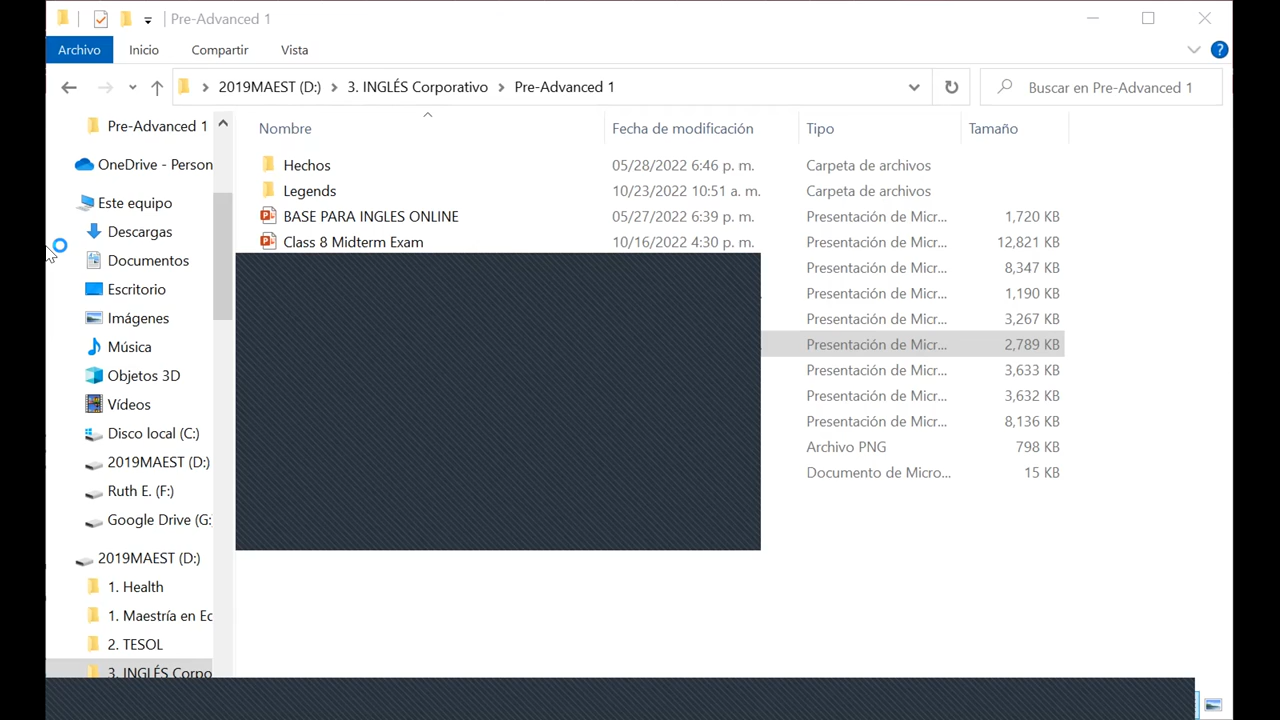 Pre-Advanced 1
Archivo Inicio Compartir Vista
2019MAEST (D:) 3. INGLÉS Corporativo Pre-Advanced 1 Buscar en Pre-Advanced 1
Nombre Fecha de modificación Tipo Tamaño
Hechos 05/28/2022 6:46 p. m. Carpeta de archivos
Legends 10/23/2022 10:51 a. m. Carpeta de archivos
BASE PARA INGLES ONLINE 05/27/2022 6:39 p. m. Presentación de Micr... 1,720 KB
Class 8 Midterm Exam 10/16/2022 4:30 p. m. Presentación de Micr... 12,821 KB
Presentación de Micr... 8,347 KB
Presentación de Micr... 1,190 KB
Presentación de Micr... 3,267 KB
Presentación de Micr... 2,789 KB
Presentación de Micr... 3,633 KB
Presentación de Micr... 3,632 KB
Presentación de Micr... 8,136 KB
Archivo PNG 798 KB
Documento de Micro... 15 KB
Pre-Advanced 1
OneDrive - Person
Este equipo
Descargas
Documentos
Escritorio
Imágenes
Música
Objetos 3D
Vídeos
Disco local (C:)
2019MAEST (D:)
Ruth E. (F:)
Google Drive (G:
2019MAEST (D:)
1. Health
1. Maestría en Ec
2. TESOL
3. INGLÉS Corpo